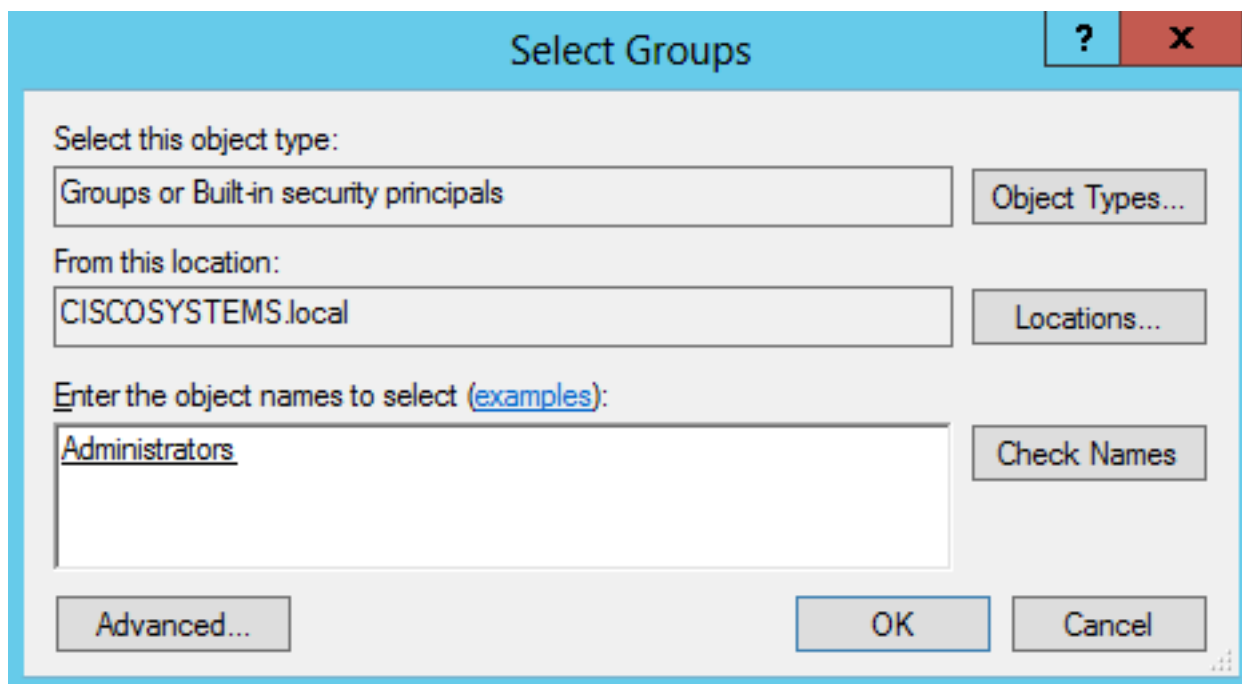 Select Groups
? x
Select this object type:
Groups or Built-in security principals
Object Types...
From this location:
CISCOSYSTEMS.local
Locations...
Enter the object names to select (examples):
Administrators
Check Names
Advanced...
OK
Cancel